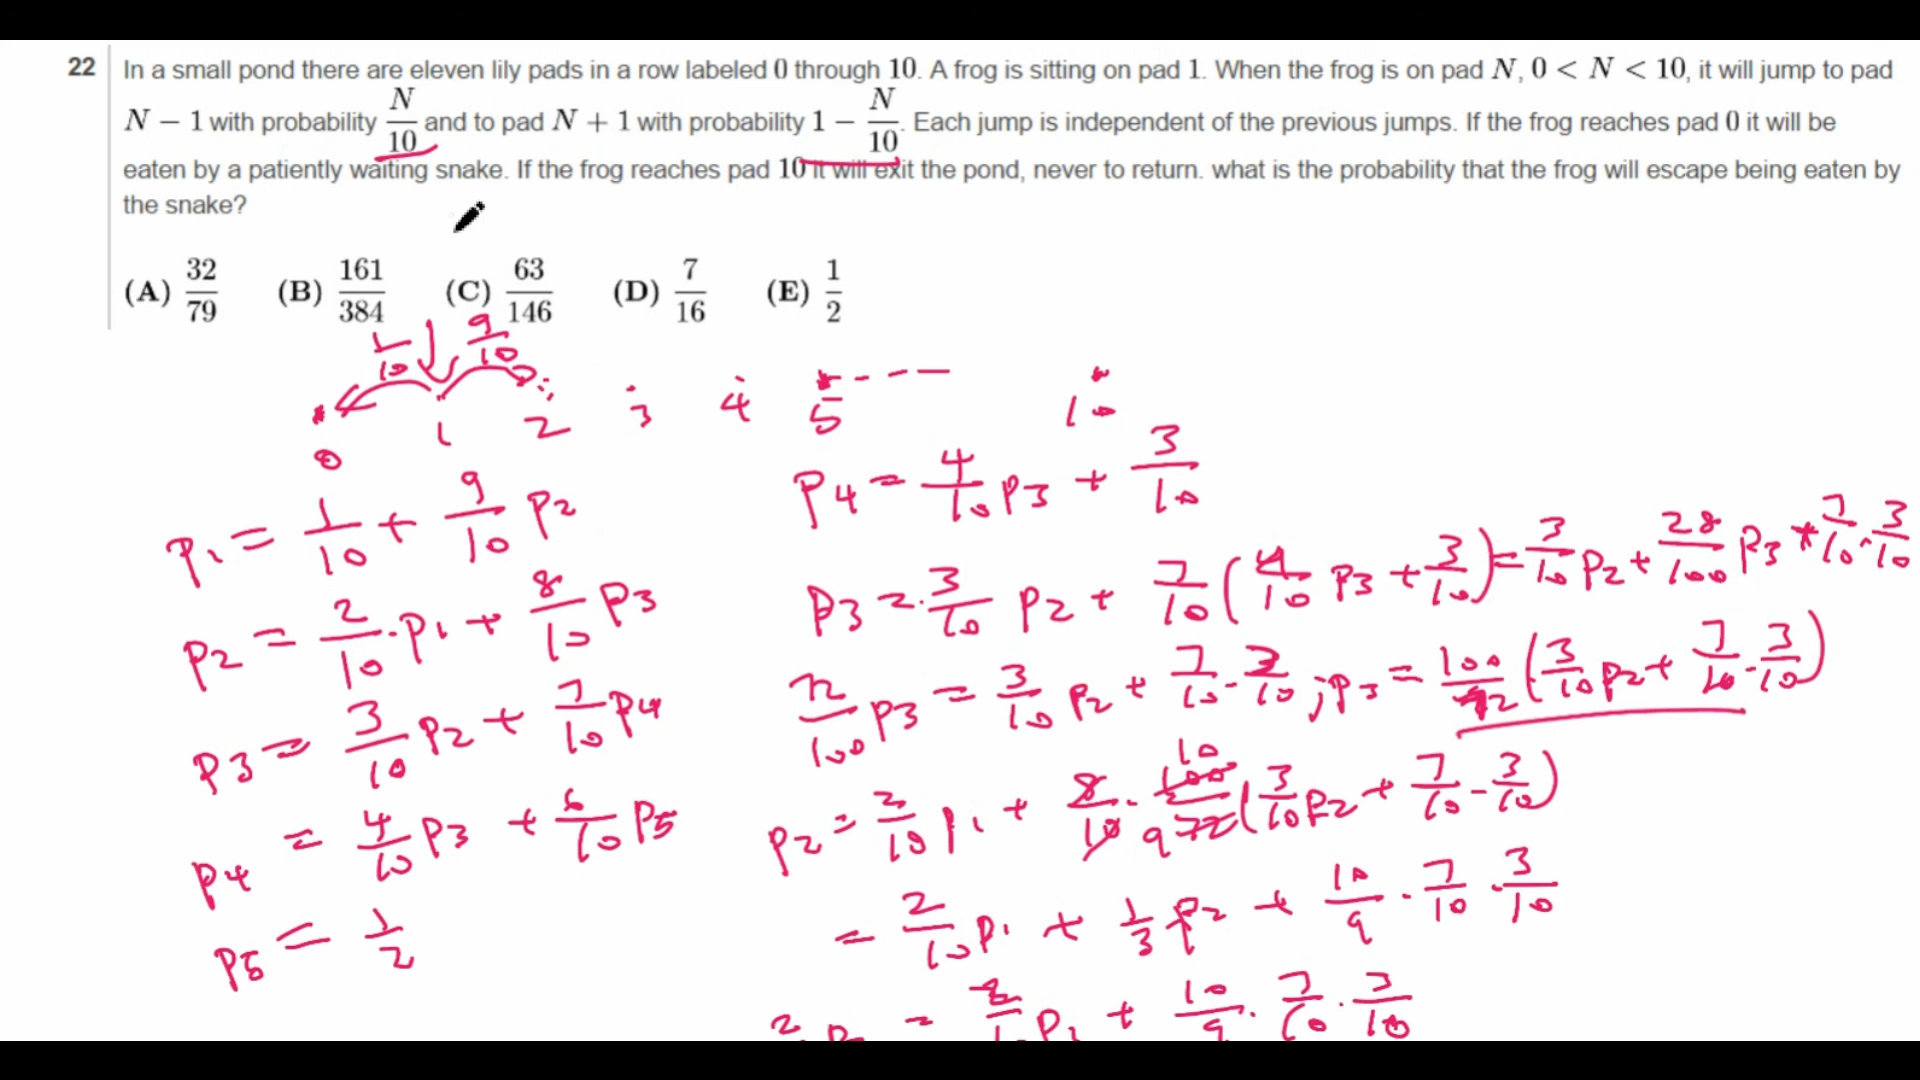 22 In a small pond there are eleven lily pads in a row labeled 0 through 10. A frog is sitting on pad 1. When the frog is on pad N, 0 < N < 10, it will jump to pad
N − 1 with probability N/10 and to pad N + 1 with probability 1 − N/10. Each jump is independent of the previous jumps. If the frog reaches pad 0 it will be
eaten by a patiently waiting snake. If the frog reaches pad 10 it will exit the pond, never to return. what is the probability that the frog will escape being eaten by
the snake?
(A) 32/79 (B) 161/384 (C) 63/146 (D) 7/16 (E) 1/2
1/10 9/10
0 1 2 3 4 5 10
P1 = 1/10 + 9/10 P2
P2 = 2/10 · P1 + 8/10 P3
P3 = 3/10 P2 + 7/10 P4
P4 = 4/10 P3 + 6/10 P5
P5 = 1/2
P4 = 4/10 P3 + 3/10
P3 = 3/10 P2 + 7/10 (4/10 P3 + 3/10) = 3/10 P2 + 28/100 P3 + 7/10 · 3/10
72/100 P3 = 3/10 P2 + 7/10 · 3/10 ; P3 = 100/72 (3/10 P2 + 7/10 · 3/10)
P2 = 2/10 P1 + 8/10 · 100/72 10 9 (3/10 P2 + 7/10 · 3/10)
= 2/10 P1 + 1/3 P2 + 10/9 · 7/10 · 3/10
= P1 + 10/9 · 7/10 · 3/10